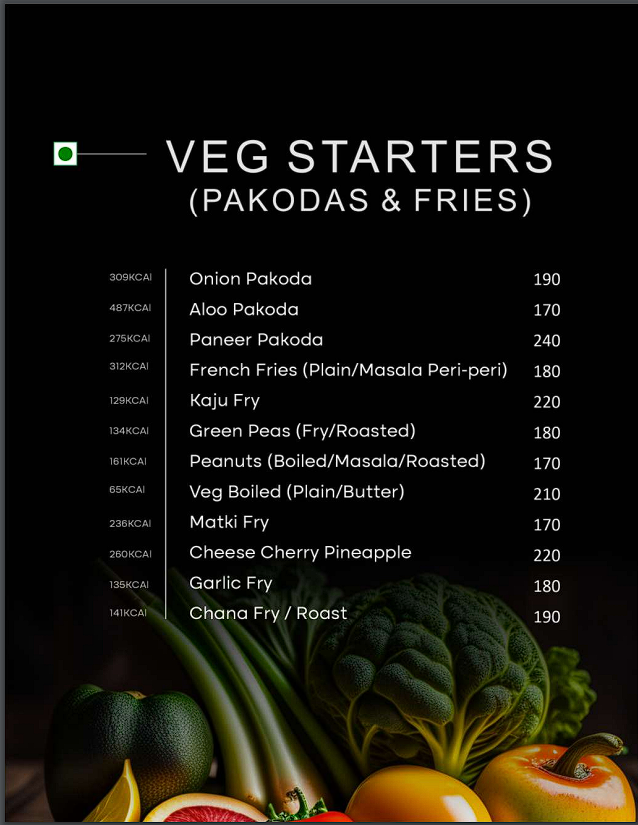 VEG STARTERS
(PAKODAS & FRIES)
309KCAl Onion Pakoda 190
487KCAl Aloo Pakoda 170
275KCAl Paneer Pakoda 240
312KCAl French Fries (Plain/Masala Peri-peri) 180
129KCAl Kaju Fry 220
134KCAl Green Peas (Fry/Roasted) 180
161KCAl Peanuts (Boiled/Masala/Roasted) 170
65KCAl Veg Boiled (Plain/Butter) 210
236KCAl Matki Fry 170
260KCAl Cheese Cherry Pineapple 220
135KCAl Garlic Fry 180
141KCAl Chana Fry / Roast 190